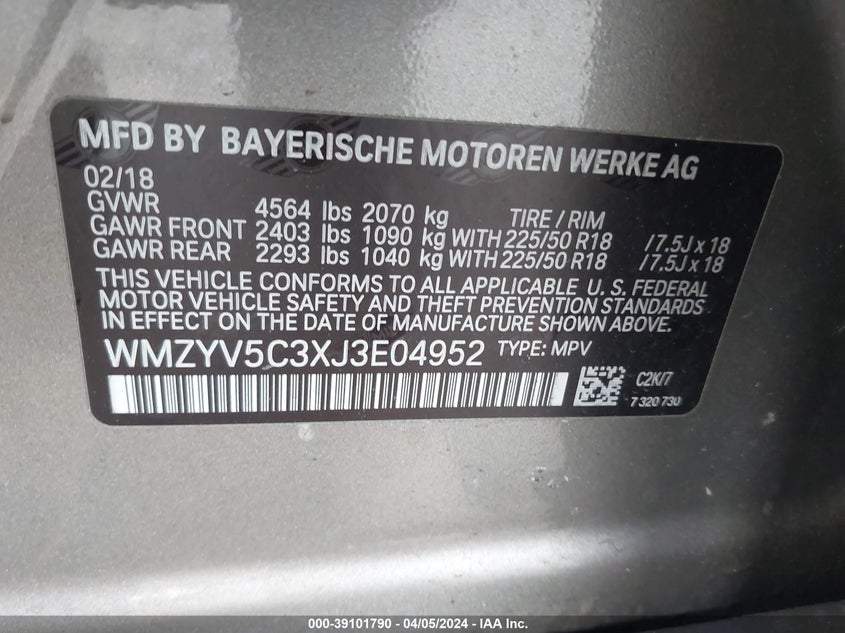 MFD BY BAYERISCHE MOTOREN WERKE AG
02/18
GVWR 4564 lbs 2070 kg TIRE / RIM
GAWR FRONT 2403 lbs 1090 kg WITH 225/50 R18 /7.5J x 18
GAWR REAR 2293 lbs 1040 kg WITH 225/50 R18 /7.5J x 18
THIS VEHICLE CONFORMS TO ALL APPLICABLE U. S. FEDERAL
MOTOR VEHICLE SAFETY AND THEFT PREVENTION STANDARDS
IN EFFECT ON THE DATE OF MANUFACTURE SHOWN ABOVE.
WMZYV5C3XJ3E04952 TYPE: MPV
C2K/7
7 320 730
000-39101790 - 04/05/2024 - IAA Inc.